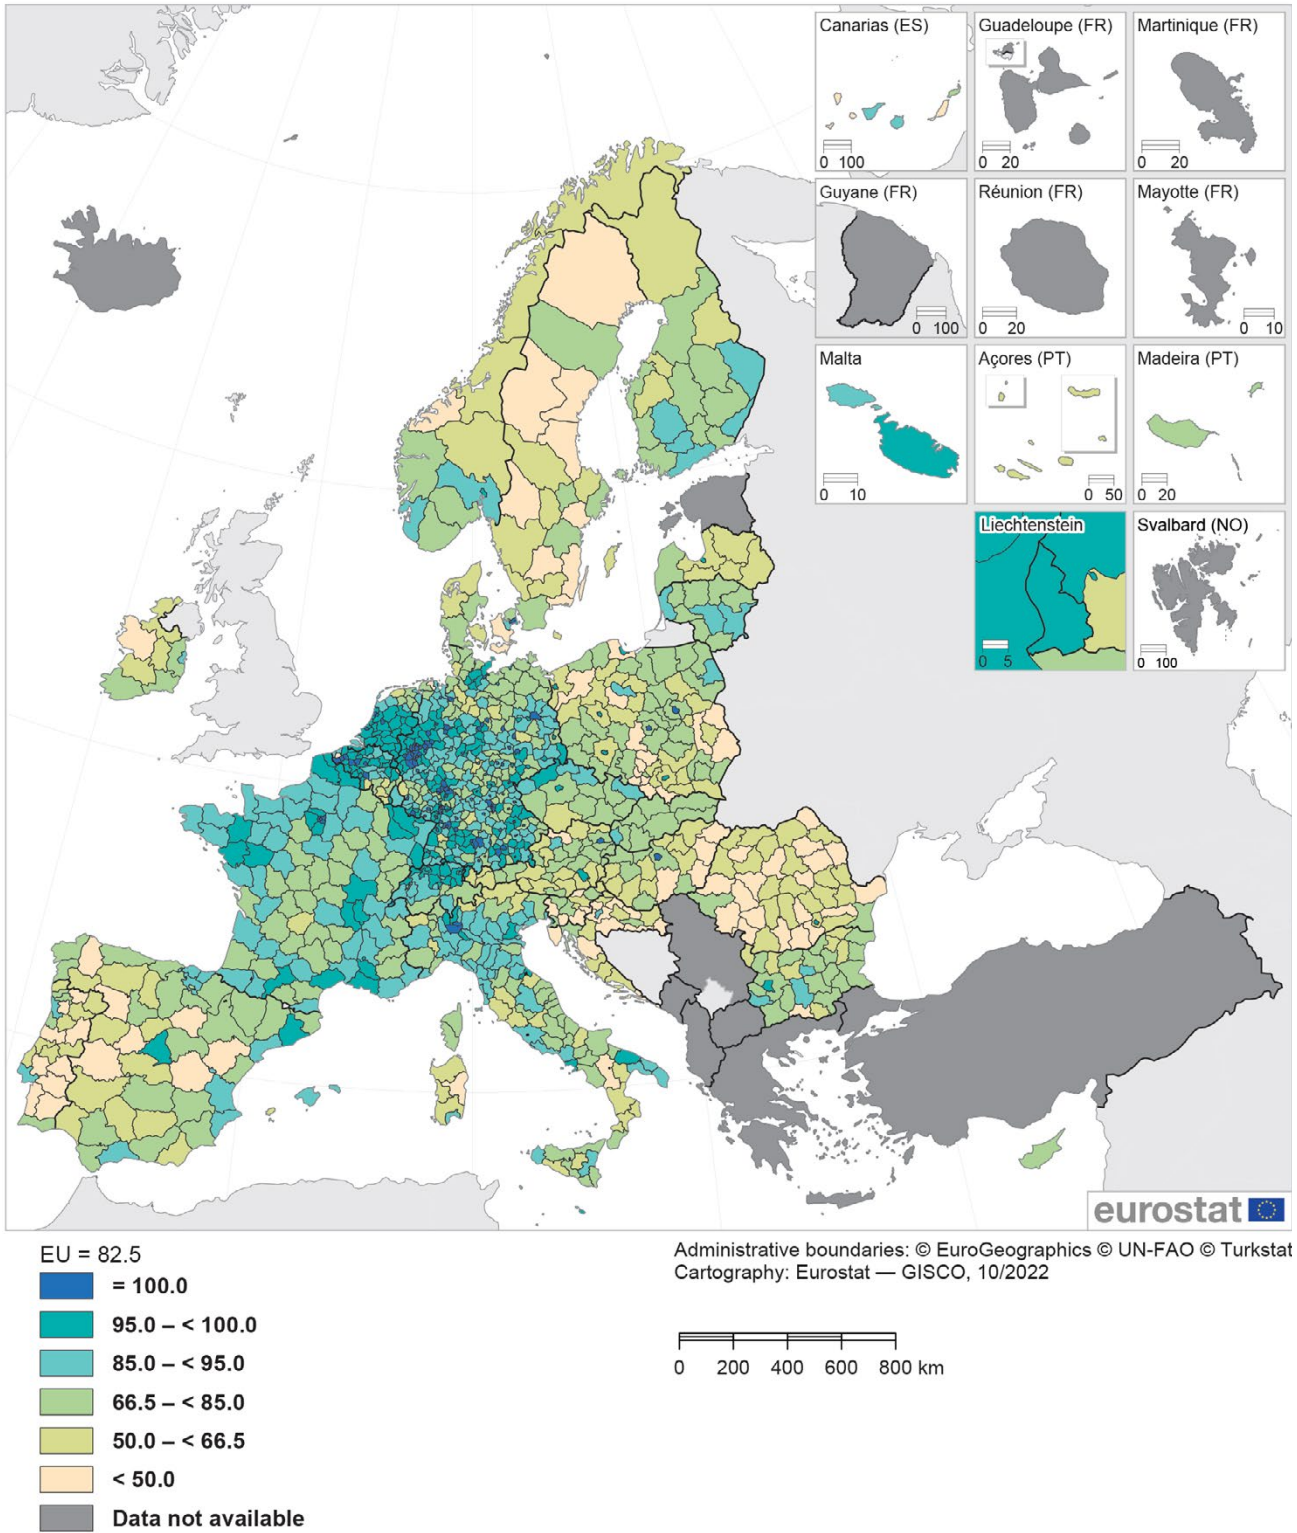 Canarias (ES)
0 100
Guadeloupe (FR)
0 20
Martinique (FR)
0 20
Guyane (FR)
0 100
Réunion (FR)
0 20
Mayotte (FR)
0 10
Malta
0 10
Açores (PT)
0 50
Madeira (PT)
0 20
Liechtenstein
0 5
Svalbard (NO)
0 100
eurostat
EU = 82.5
= 100.0
95.0 – < 100.0
85.0 – < 95.0
66.5 – < 85.0
50.0 – < 66.5
< 50.0
Data not available
Administrative boundaries: © EuroGeographics © UN-FAO © Turkstat
Cartography: Eurostat — GISCO, 10/2022
0 200 400 600 800 km